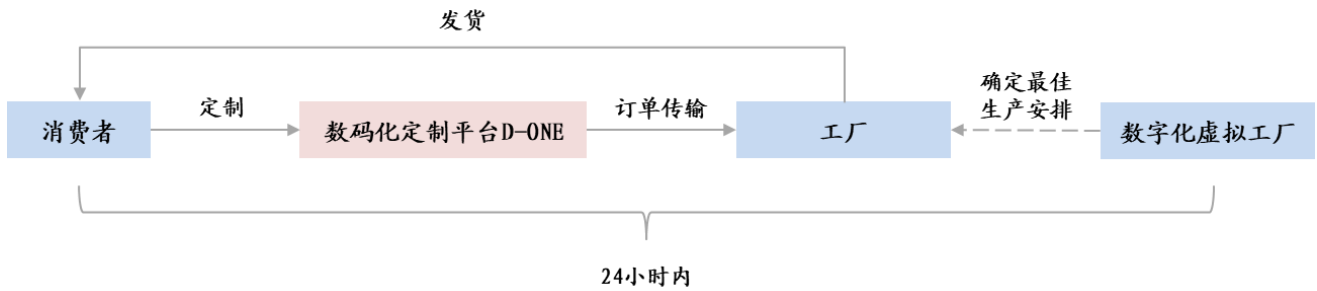 发货
消费者
定制
数码化定制平台D-ONE
订单传输
工厂
确定最佳
生产安排
数字化虚拟工厂
24小时内